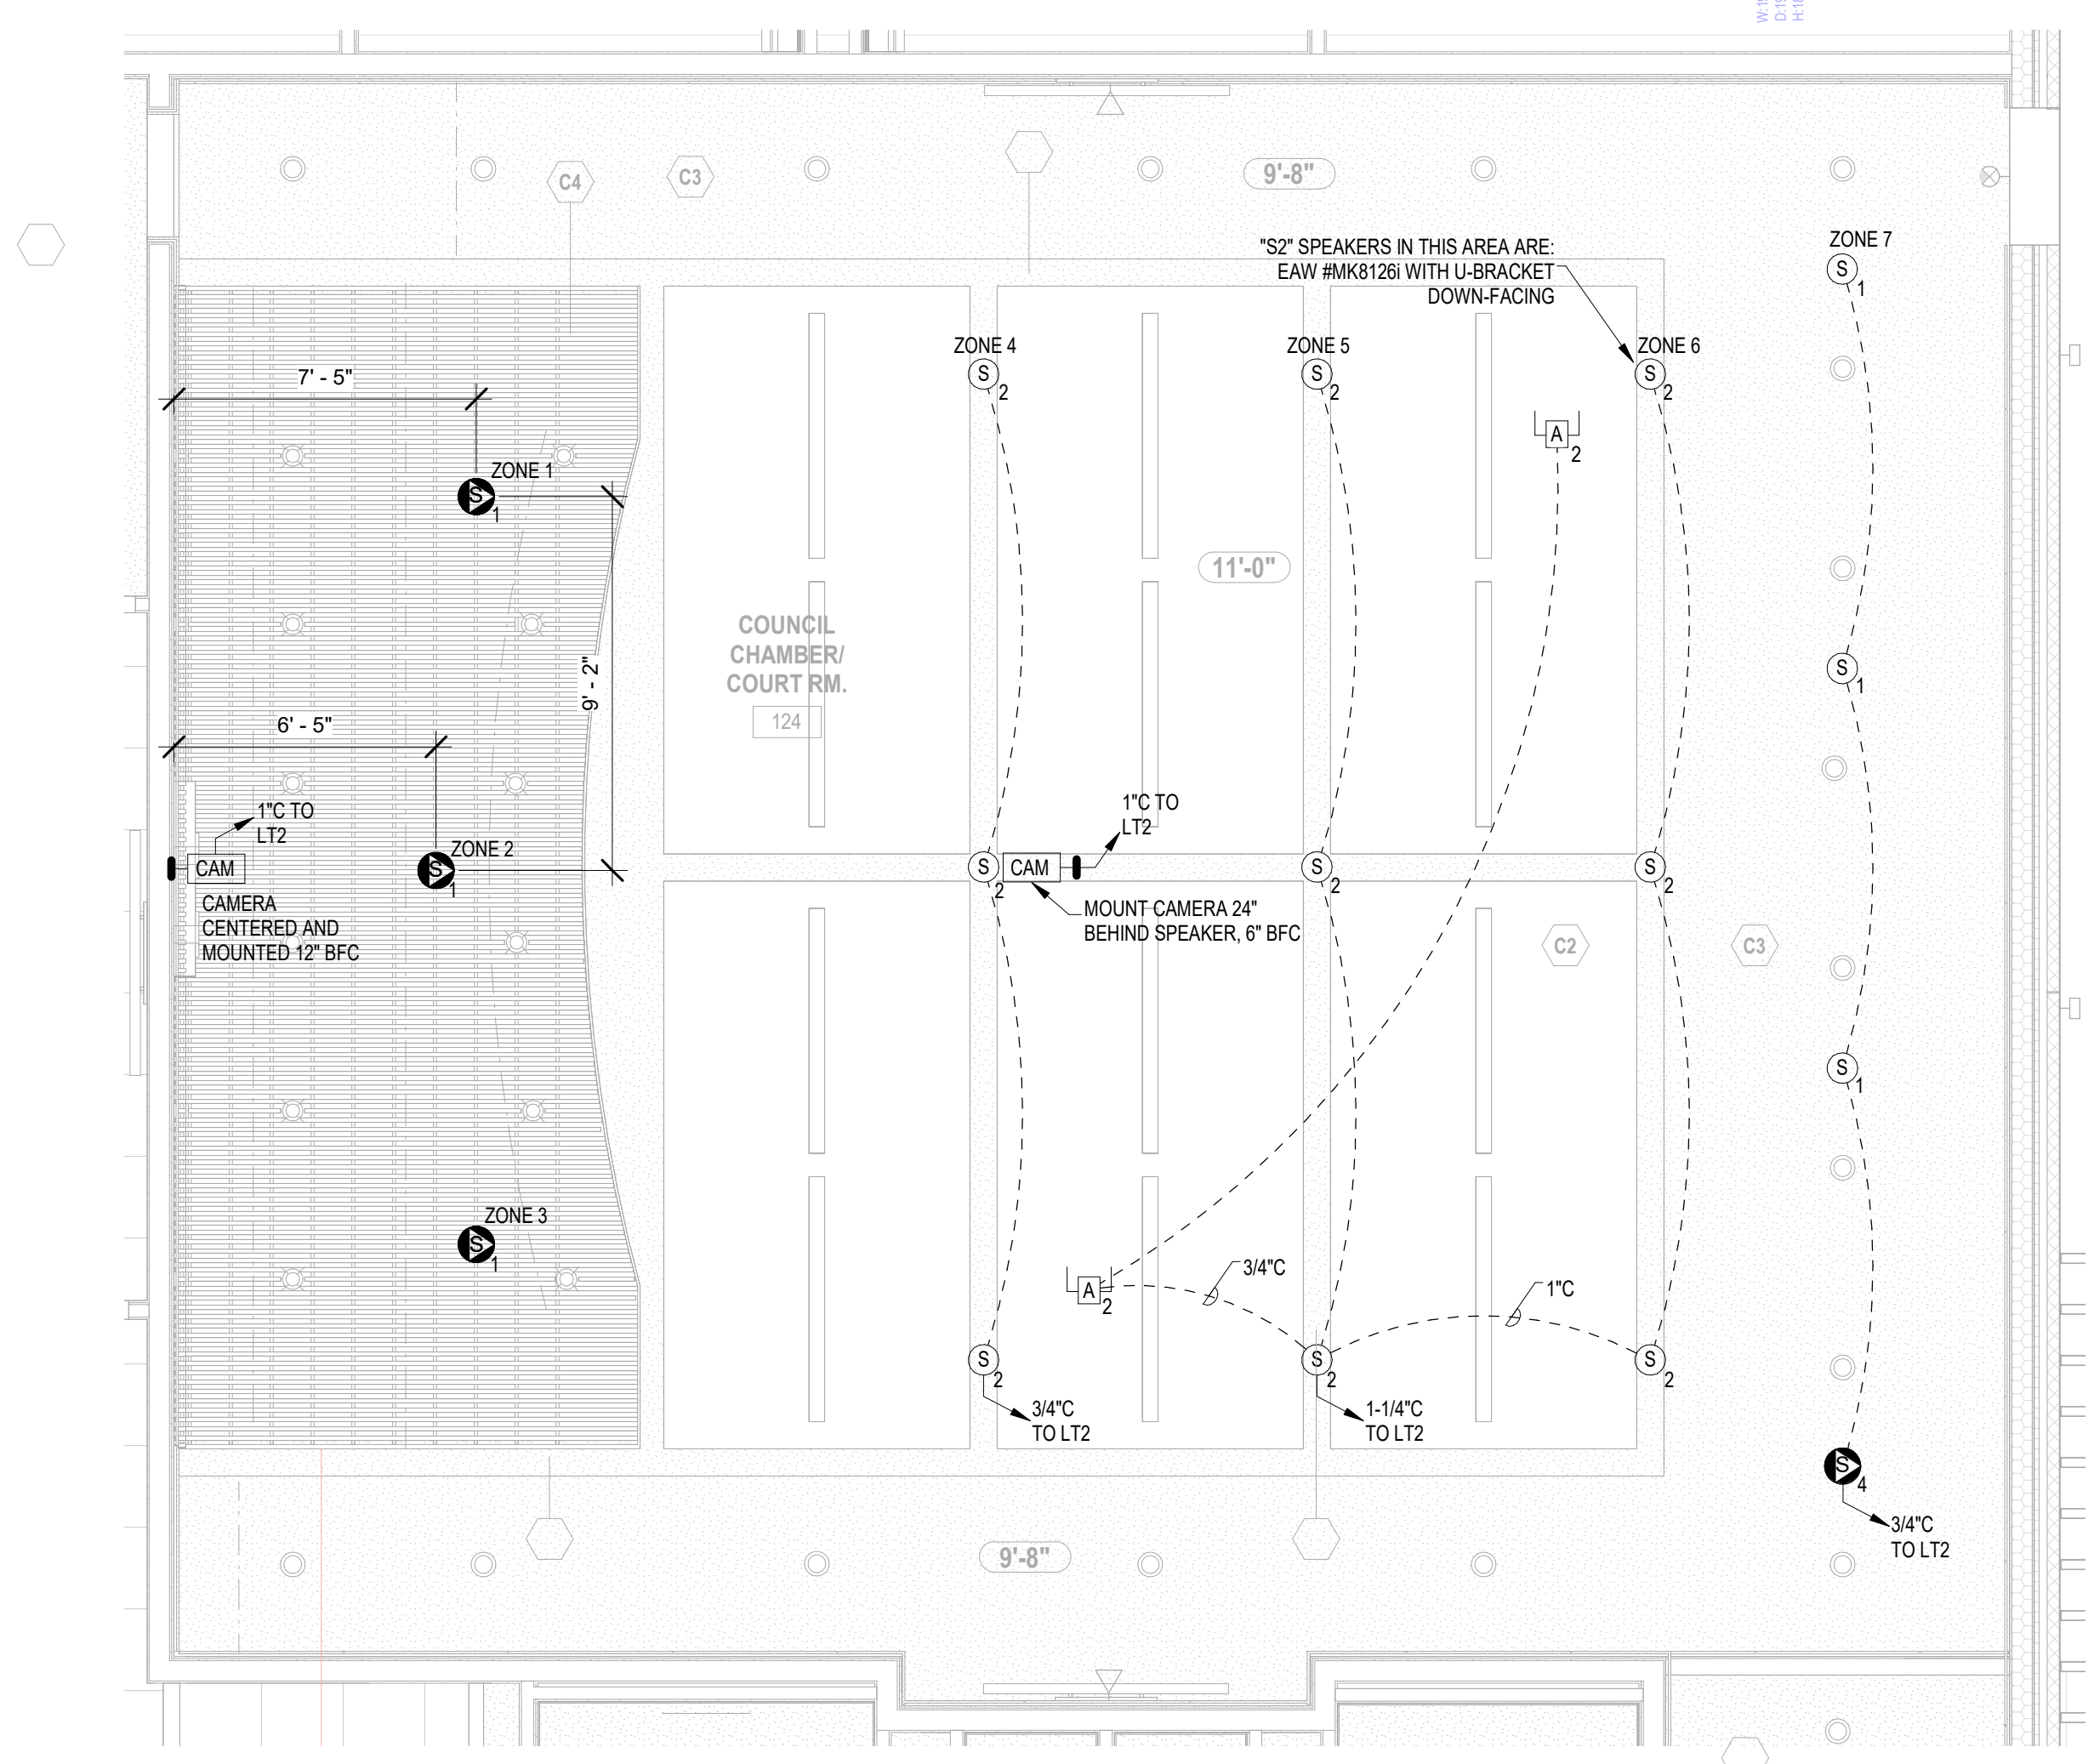 W:19
D:19
H:18
C4
C3
9'-8"
"S2" SPEAKERS IN THIS AREA ARE:
EAW #MK8126i WITH U-BRACKET
DOWN-FACING
ZONE 7
S
1
ZONE 4
S
2
ZONE 5
S
2
ZONE 6
S
2
7' - 5"
A
2
ZONE 1
S
1
11'-0"
9' - 2"
COUNCIL
CHAMBER/
COURT RM.
124
S
1
6' - 5"
1"C TO
LT2
1"C TO
LT2
ZONE 2
S
1
CAM
S
2
CAM
S
2
S
2
CAMERA
CENTERED AND
MOUNTED 12" BFC
MOUNT CAMERA 24"
BEHIND SPEAKER, 6" BFC
C2
C3
S
1
ZONE 3
S
1
3/4"C
1"C
A
2
S
2
S
2
S
2
3/4"C
TO LT2
1-1/4"C
TO LT2
S
4
3/4"C
TO LT2
9'-8"